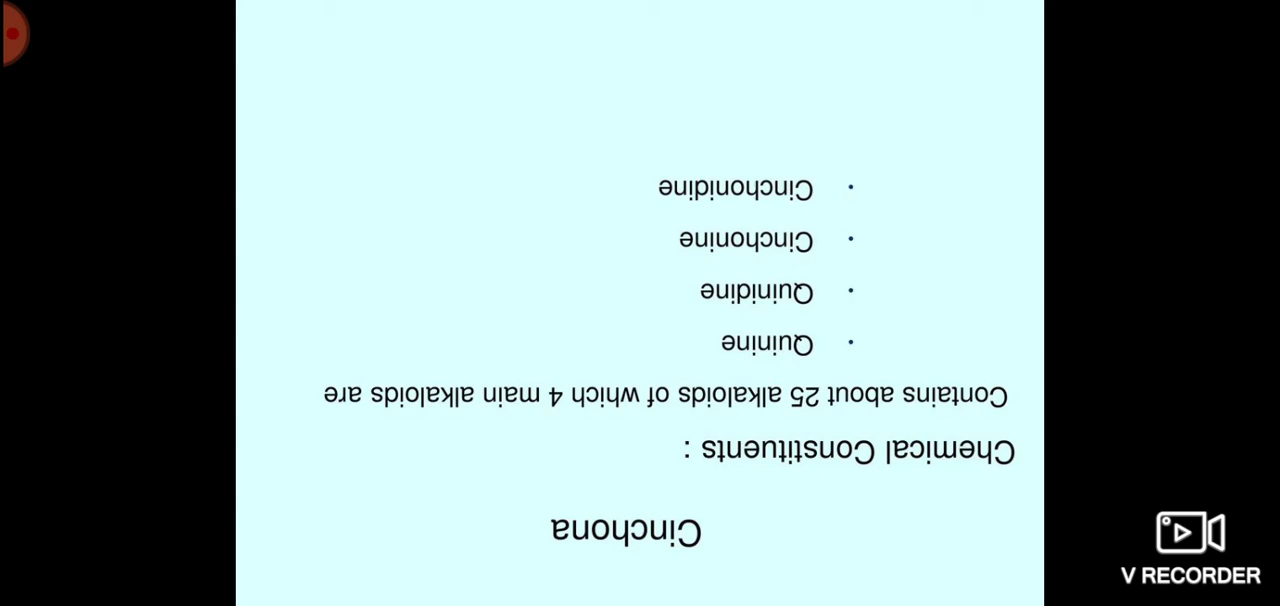 Cinchona
Chemical Constituents :
Contains about 25 alkaloids of which 4 main alkaloids are
· Quinine
· Quinidine
· Cinchonine
· Cinchonidine
V RECORDER